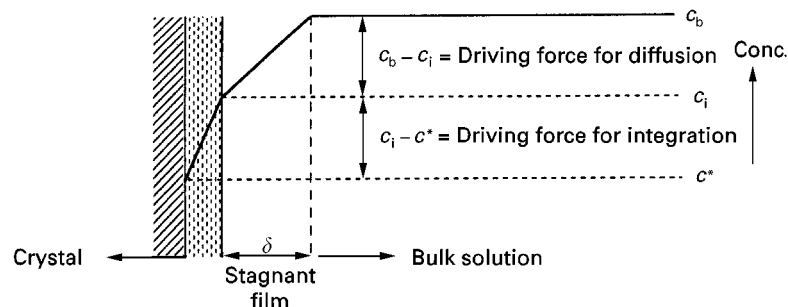 c_b
c_b – c_i = Driving force for diffusion
Conc.
c_i
c_i – c* = Driving force for integration
c*
Crystal
δ
Bulk solution
Stagnant
film